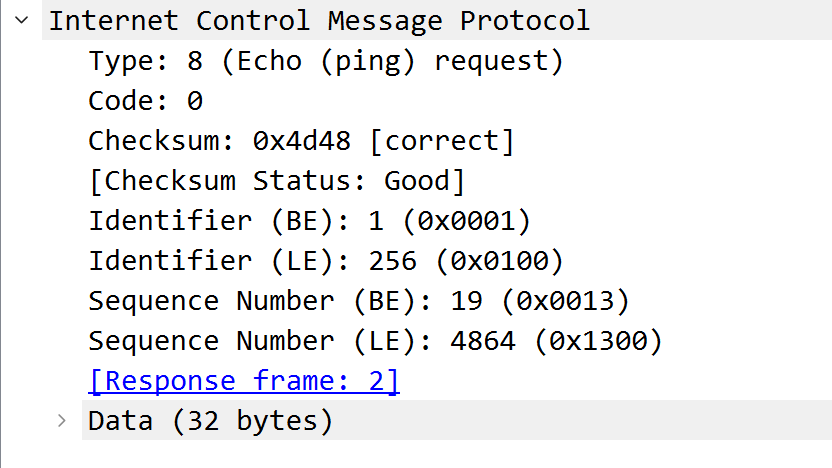 Internet Control Message Protocol
Type: 8 (Echo (ping) request)
Code: 0
Checksum: 0x4d48 [correct]
[Checksum Status: Good]
Identifier (BE): 1 (0x0001)
Identifier (LE): 256 (0x0100)
Sequence Number (BE): 19 (0x0013)
Sequence Number (LE): 4864 (0x1300)
[Response frame: 2]
Data (32 bytes)